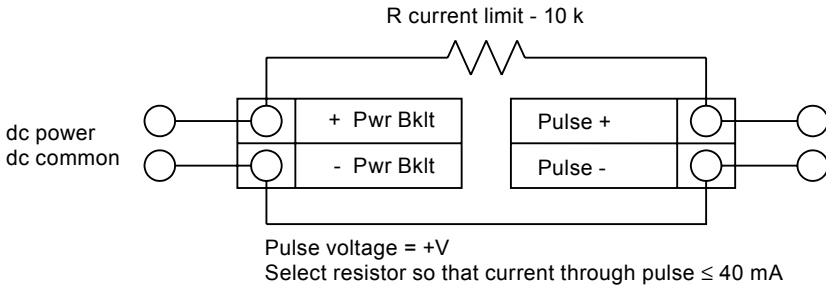 R current limit - 10 k
dc power
dc common
+ Pwr Bklt
- Pwr Bklt
Pulse +
Pulse -
Pulse voltage = +V
Select resistor so that current through pulse ≤ 40 mA